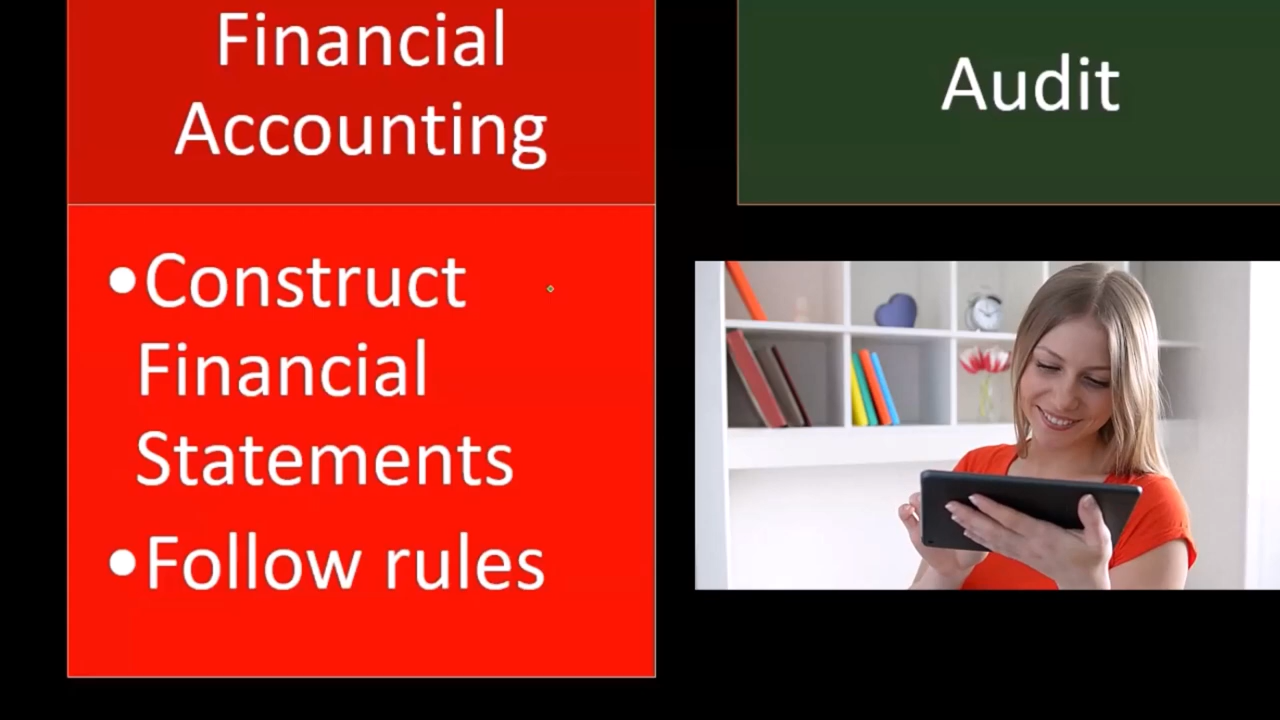 Financial
Accounting
Audit
•Construct
Financial
Statements
•Follow rules